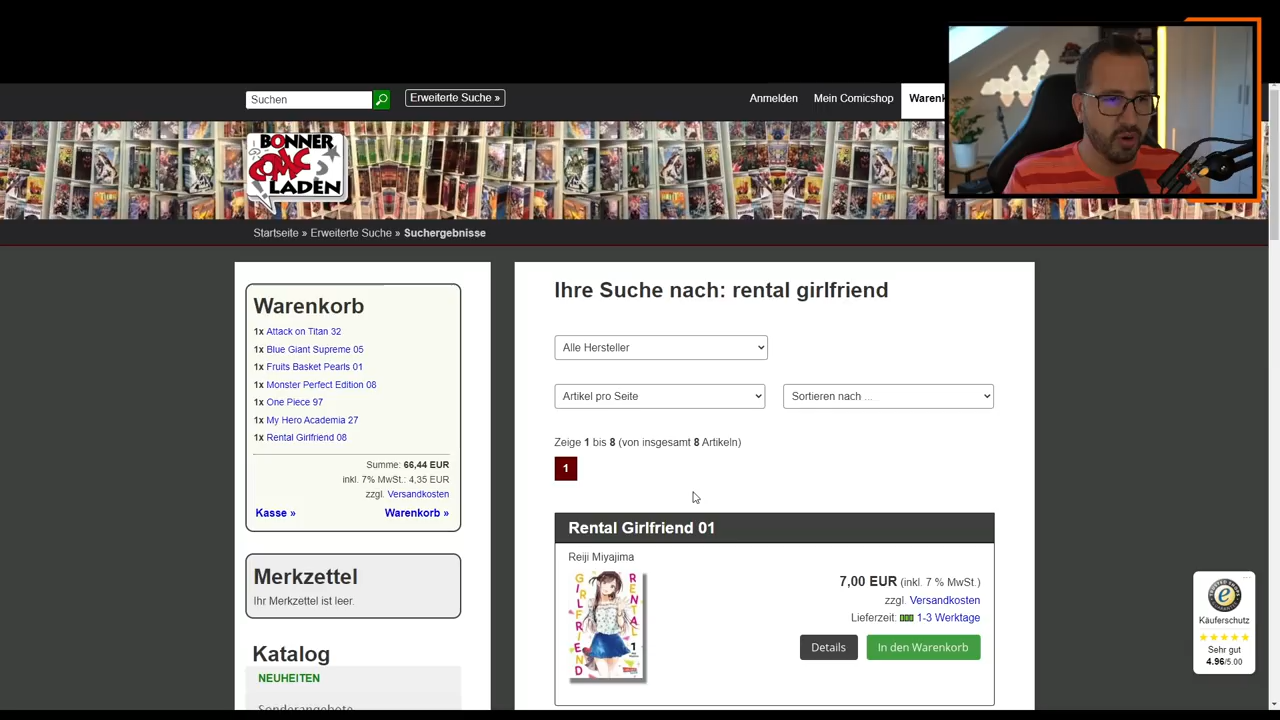 Suchen
Erweiterte Suche »
Anmelden
Mein Comicshop
BONNER
COMIC
LADEN
Startseite » Erweiterte Suche » Suchergebnisse
Warenkorb
1x Attack on Titan 32
1x Blue Giant Supreme 05
1x Fruits Basket Pearls 01
1x Monster Perfect Edition 08
1x One Piece 97
1x My Hero Academia 27
1x Rental Girlfriend 08
Summe: 66,44 EUR
inkl. 7% MwSt.: 4,35 EUR
zzgl. Versandkosten
Kasse »
Warenkorb »
Merkzettel
Ihr Merkzettel ist leer.
Katalog
NEUHEITEN
Sonderangebote
Ihre Suche nach: rental girlfriend
Alle Hersteller
Artikel pro Seite
Sortieren nach ...
Zeige 1 bis 8 (von insgesamt 8 Artikeln)
1
Rental Girlfriend 01
Reiji Miyajima
GIRLFRIEND
RENTAL
1
7,00 EUR (inkl. 7 % MwSt.)
zzgl. Versandkosten
Lieferzeit: 1-3 Werktage
Details
In den Warenkorb
e
Käuferschutz
Sehr gut
4.96/5.00